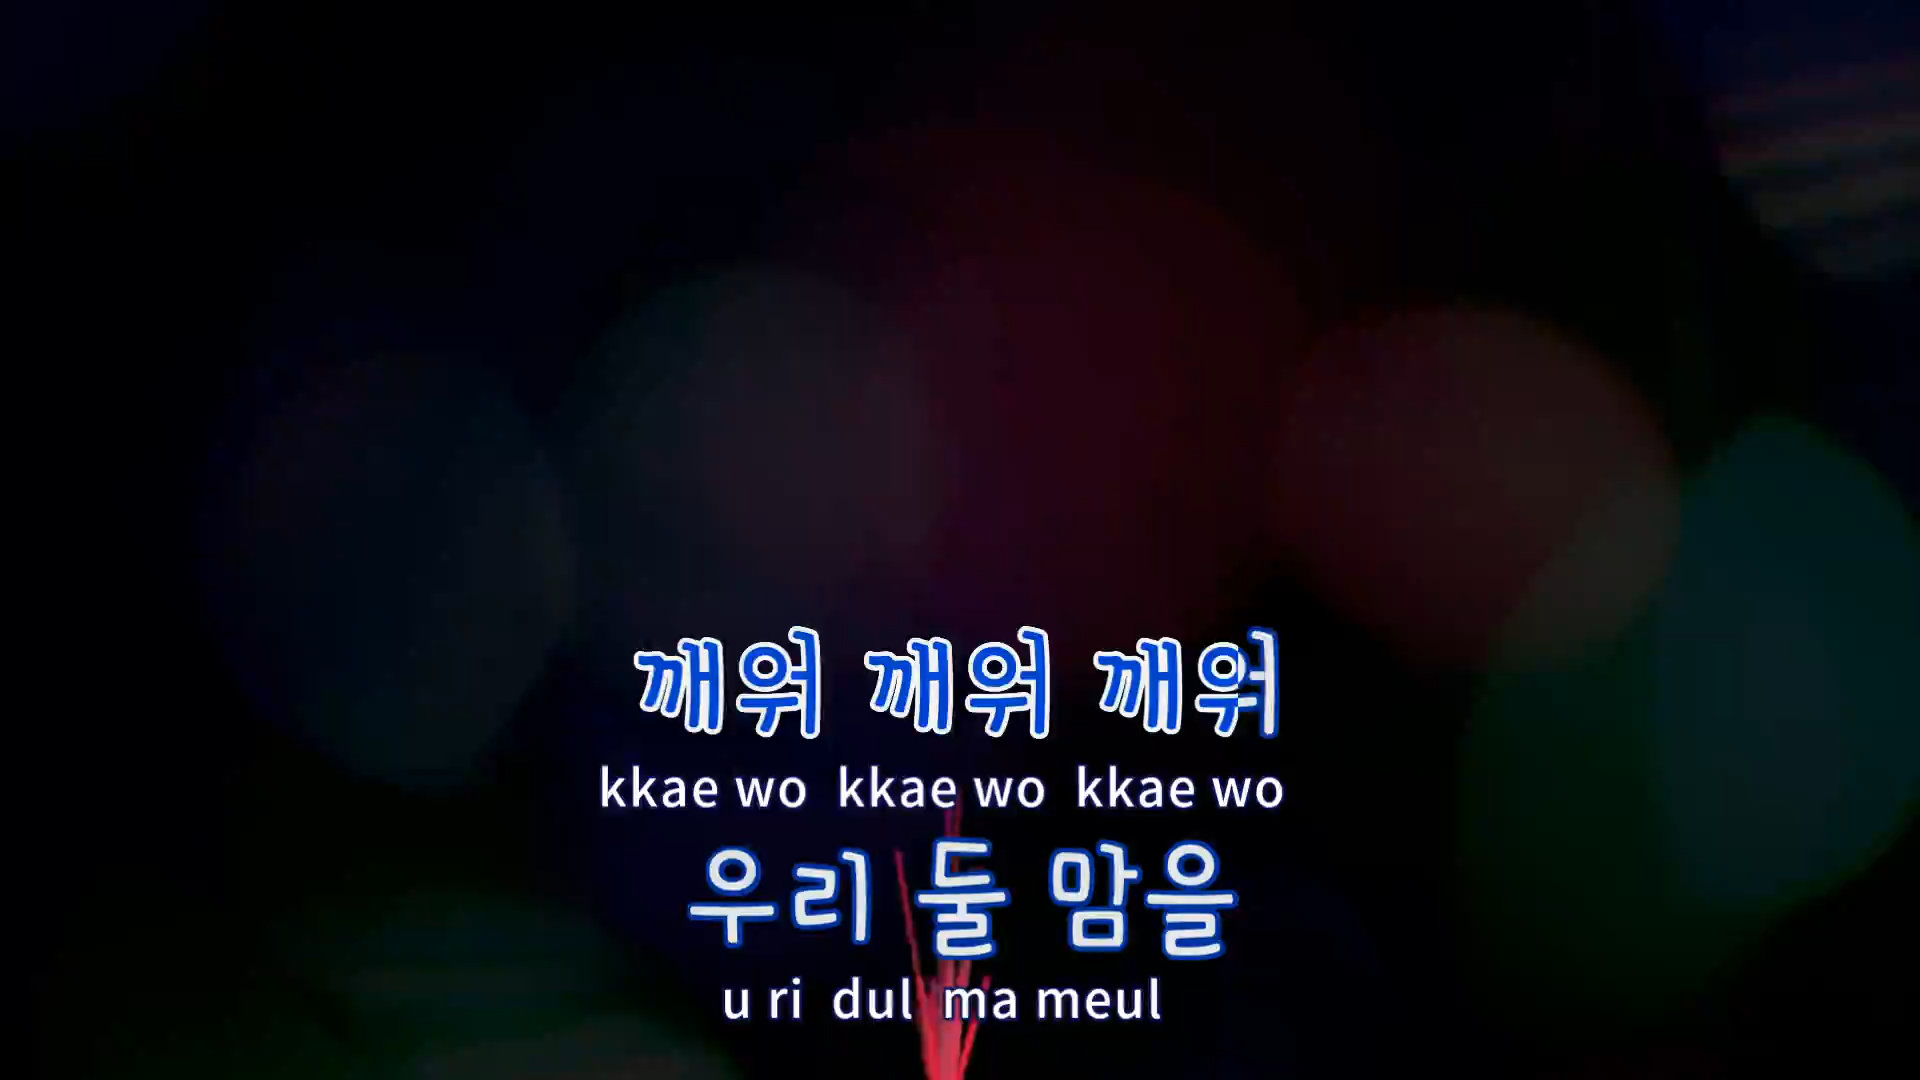 깨워 깨워 깨워
kkae wo kkae wo kkae wo
우리 둘 맘을
u ri dul ma meul